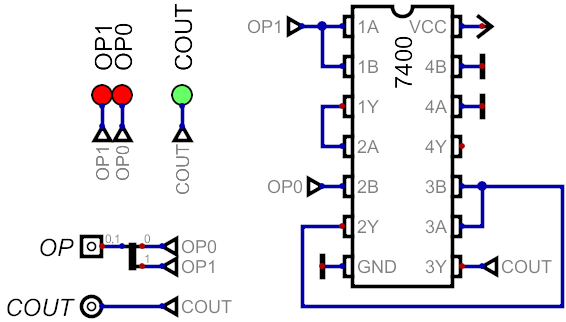 OP1
OP0
COUT
OP1
OP0
COUT
OP
0,1
0
OP0
1
OP1
COUT
COUT
7400
OP1
1A
VCC
1B
4B
1Y
4A
2A
4Y
OP0
2B
3B
2Y
3A
GND
3Y
COUT